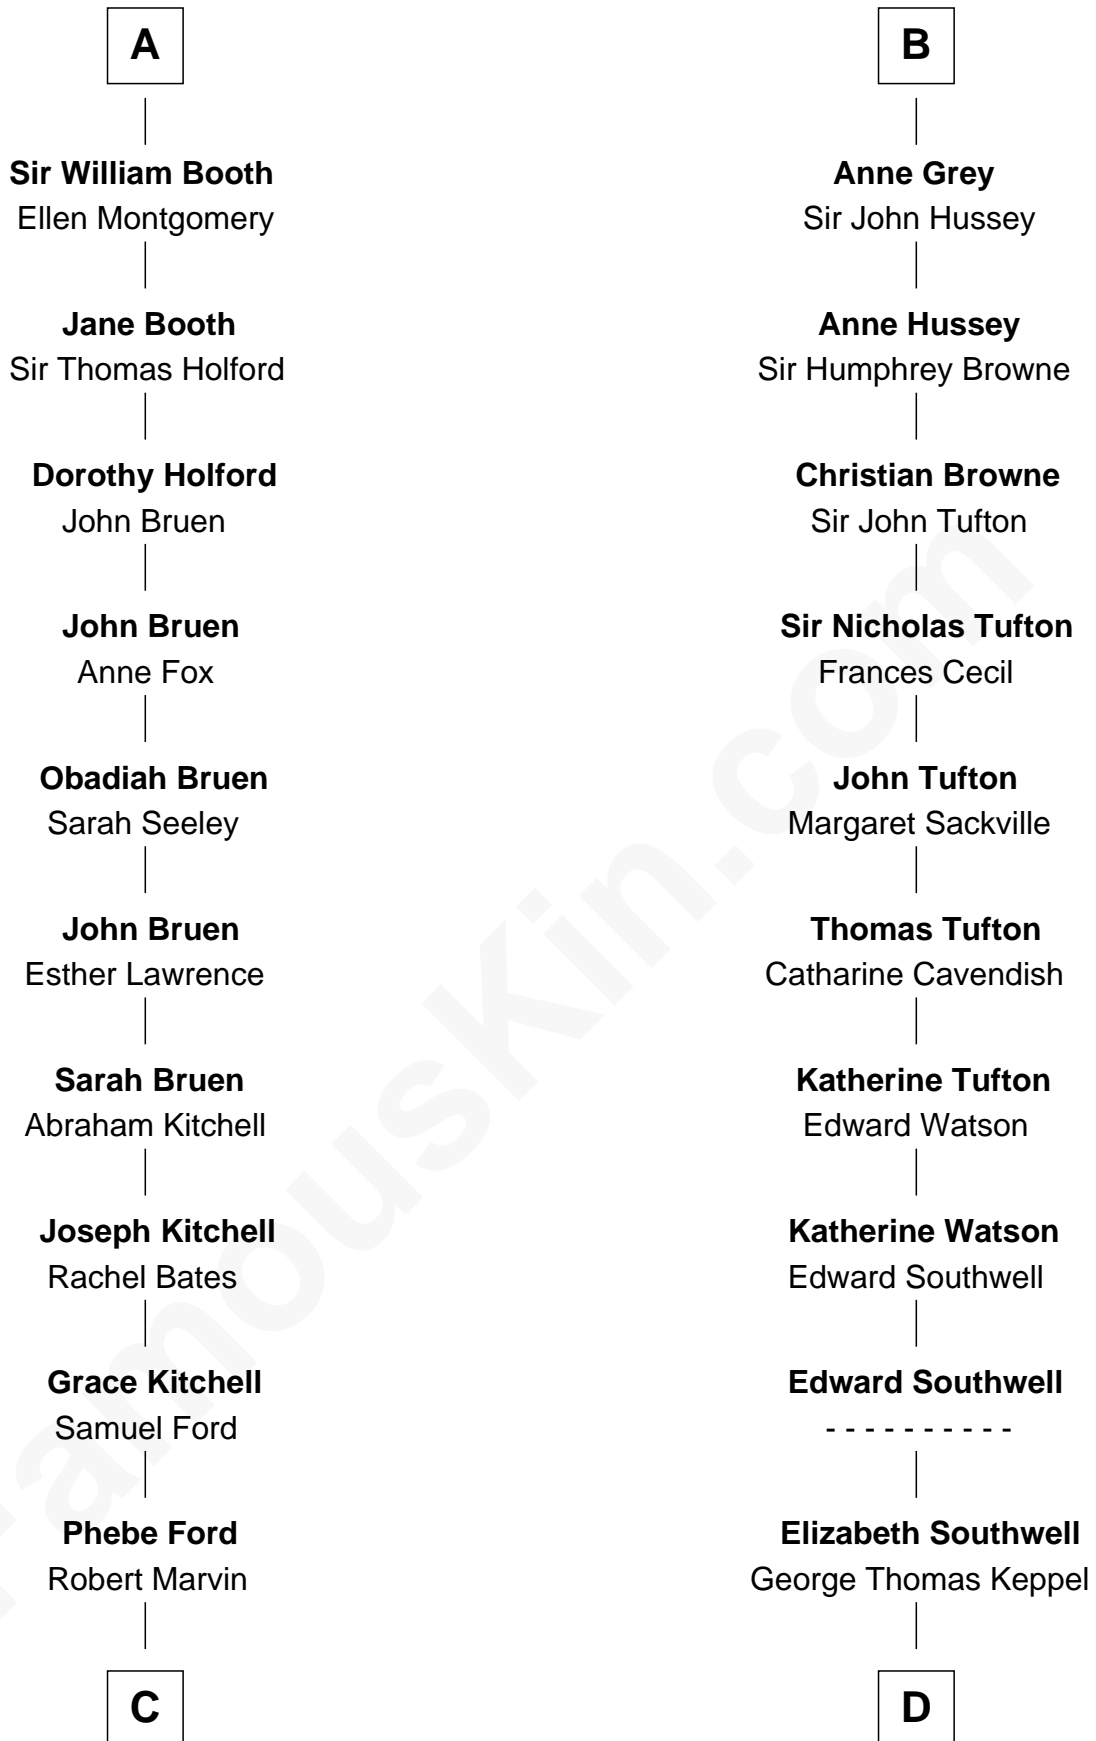 A
Sir William Booth
Ellen Montgomery
Jane Booth
Sir Thomas Holford
Dorothy Holford
John Bruen
John Bruen
Anne Fox
Obadiah Bruen
Sarah Seeley
John Bruen
Esther Lawrence
Sarah Bruen
Abraham Kitchell
Joseph Kitchell
Rachel Bates
Grace Kitchell
Samuel Ford
Phebe Ford
Robert Marvin
C
B
Anne Grey
Sir John Hussey
Anne Hussey
Sir Humphrey Browne
Christian Browne
Sir John Tufton
Sir Nicholas Tufton
Frances Cecil
John Tufton
Margaret Sackville
Thomas Tufton
Catharine Cavendish
Katherine Tufton
Edward Watson
Katherine Watson
Edward Southwell
Edward Southwell
- - - - - - - - - -
Elizabeth Southwell
George Thomas Keppel
D
FamousKin.com